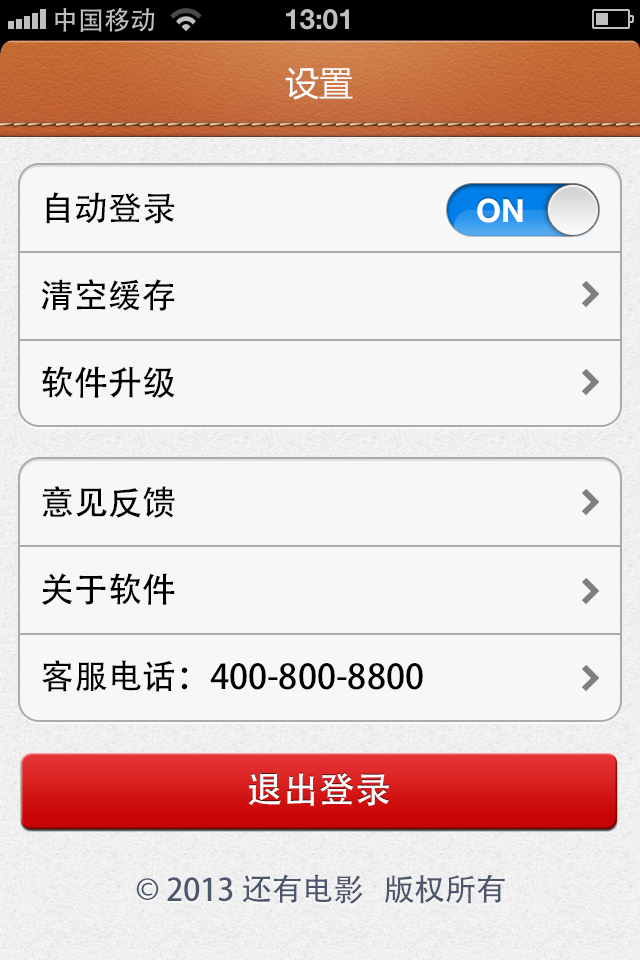 中国移动 13:01
设置
自动登录 ON
清空缓存
软件升级
意见反馈
关于软件
客服电话：400-800-8800
退出登录
© 2013 还有电影 版权所有